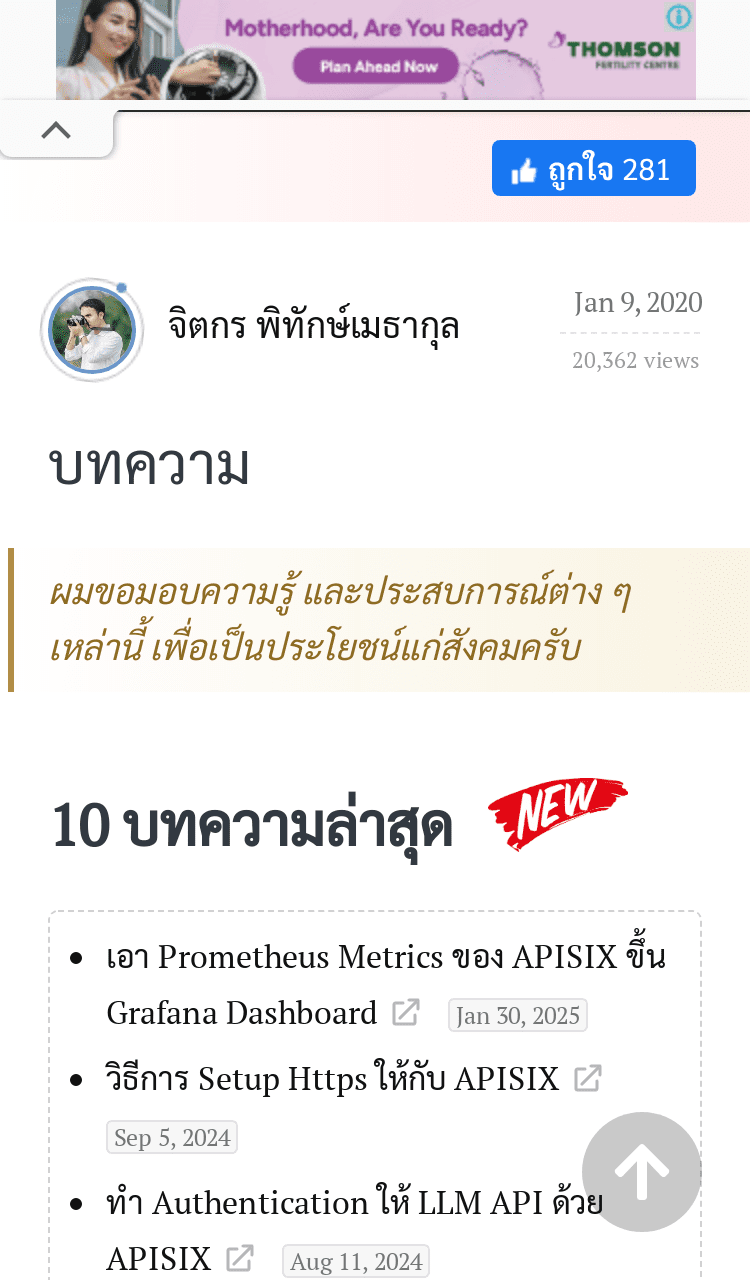 Motherhood, Are You Ready?
Plan Ahead Now
THOMSON
FERTILITY CENTRE
ถูกใจ 281
จิตกร พิทักษ์เมธากุล
Jan 9, 2020
20,362 views
บทความ
ผมขอมอบความรู้ และประสบการณ์ต่าง ๆ
เหล่านี้ เพื่อเป็นประโยชน์แก่สังคมครับ
10 บทความล่าสุด NEW
เอา Prometheus Metrics ของ APISIX ขึ้น
Grafana Dashboard Jan 30, 2025
วิธีการ Setup Https ให้กับ APISIX
Sep 5, 2024
ทำ Authentication ให้ LLM API ด้วย
APISIX Aug 11, 2024